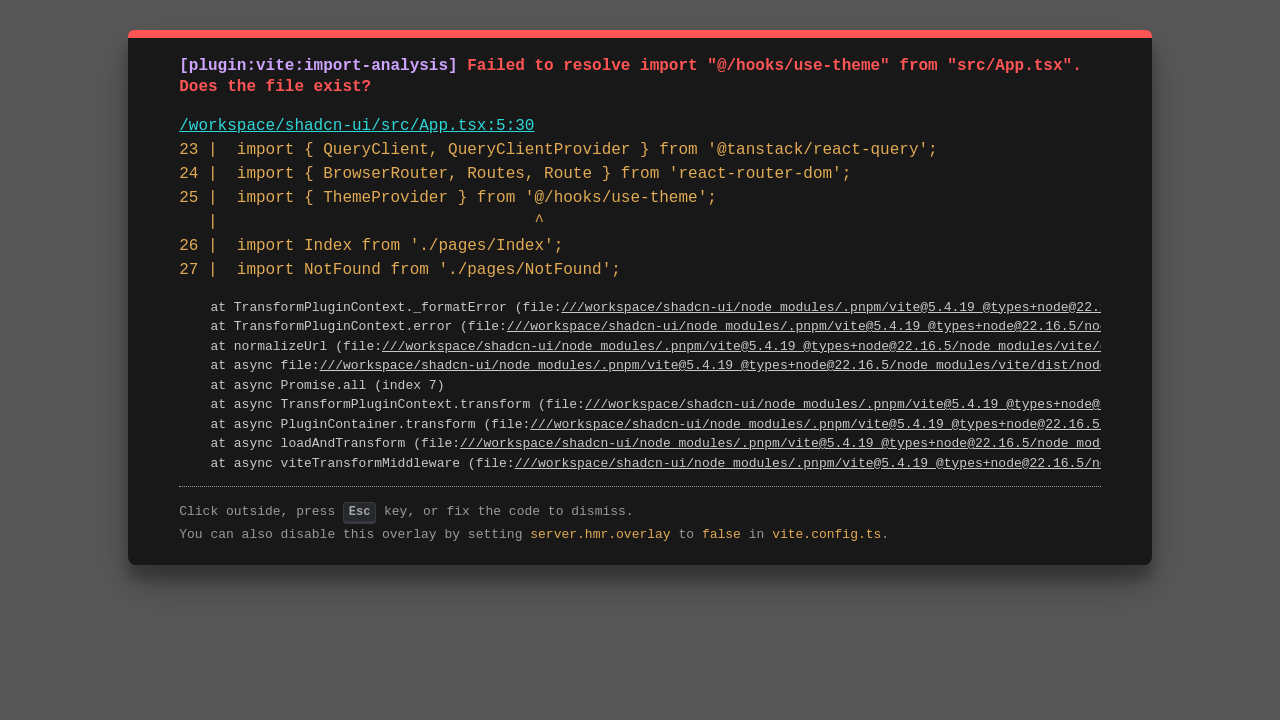 [plugin:vite:import-analysis] Failed to resolve import "@/hooks/use-theme" from "src/App.tsx".
Does the file exist?
/workspace/shadcn-ui/src/App.tsx:5:30
23 |  import { QueryClient, QueryClientProvider } from '@tanstack/react-query';
24 |  import { BrowserRouter, Routes, Route } from 'react-router-dom';
25 |  import { ThemeProvider } from '@/hooks/use-theme';
   |                                 ^
26 |  import Index from './pages/Index';
27 |  import NotFound from './pages/NotFound';
at TransformPluginContext._formatError (file:///workspace/shadcn-ui/node_modules/.pnpm/vite@5.4.19_@types+node@22.
at TransformPluginContext.error (file:///workspace/shadcn-ui/node_modules/.pnpm/vite@5.4.19_@types+node@22.16.5/no
at normalizeUrl (file:///workspace/shadcn-ui/node_modules/.pnpm/vite@5.4.19_@types+node@22.16.5/node_modules/vite/
at async file:///workspace/shadcn-ui/node_modules/.pnpm/vite@5.4.19_@types+node@22.16.5/node_modules/vite/dist/nod
at async Promise.all (index 7)
at async TransformPluginContext.transform (file:///workspace/shadcn-ui/node_modules/.pnpm/vite@5.4.19_@types+node@
at async PluginContainer.transform (file:///workspace/shadcn-ui/node_modules/.pnpm/vite@5.4.19_@types+node@22.16.5
at async loadAndTransform (file:///workspace/shadcn-ui/node_modules/.pnpm/vite@5.4.19_@types+node@22.16.5/node_mod
at async viteTransformMiddleware (file:///workspace/shadcn-ui/node_modules/.pnpm/vite@5.4.19_@types+node@22.16.5/n
Click outside, press Esc key, or fix the code to dismiss.
You can also disable this overlay by setting server.hmr.overlay to false in vite.config.ts.